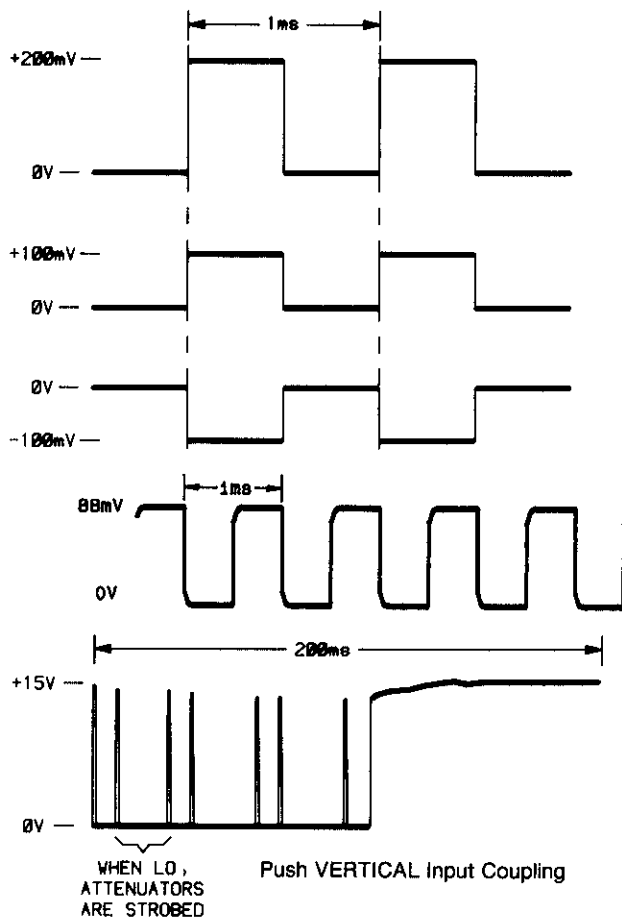 1ms
+200mV
0V
+100mV
0V
0V
-100mV
1ms
88mV
0V
200ms
+15V
0V
WHEN LO,
ATTENUATORS
ARE STROBED
Push VERTICAL Input Coupling